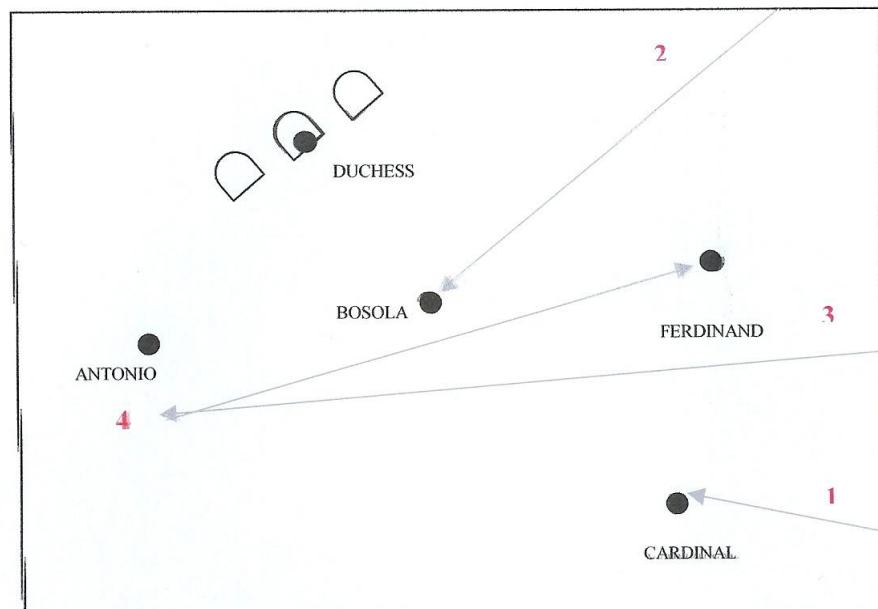 2
DUCHESS
BOSOLA
3
FERDINAND
ANTONIO
4
1
CARDINAL